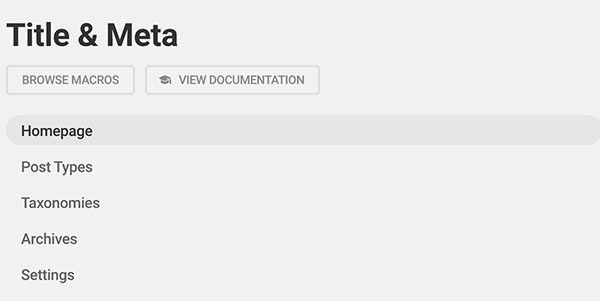 Title & Meta
BROWSE MACROS VIEW DOCUMENTATION
Homepage
Post Types
Taxonomies
Archives
Settings